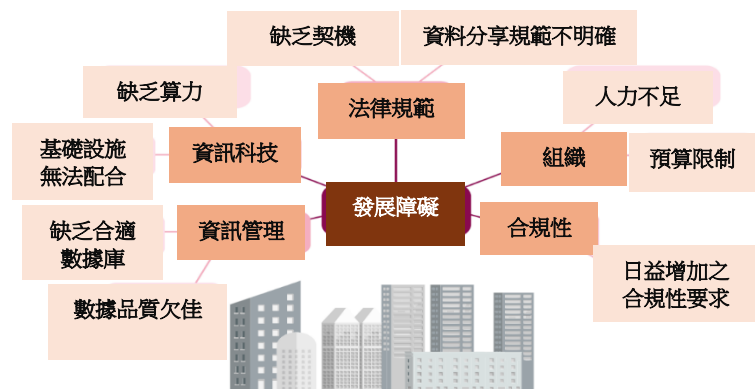 缺乏契機
資料分享規範不明確
缺乏算力
法律規範
人力不足
基礎設施
無法配合
資訊科技
組織
預算限制
發展障礙
缺乏合適
數據庫
資訊管理
合規性
日益增加之
合規性要求
數據品質欠佳